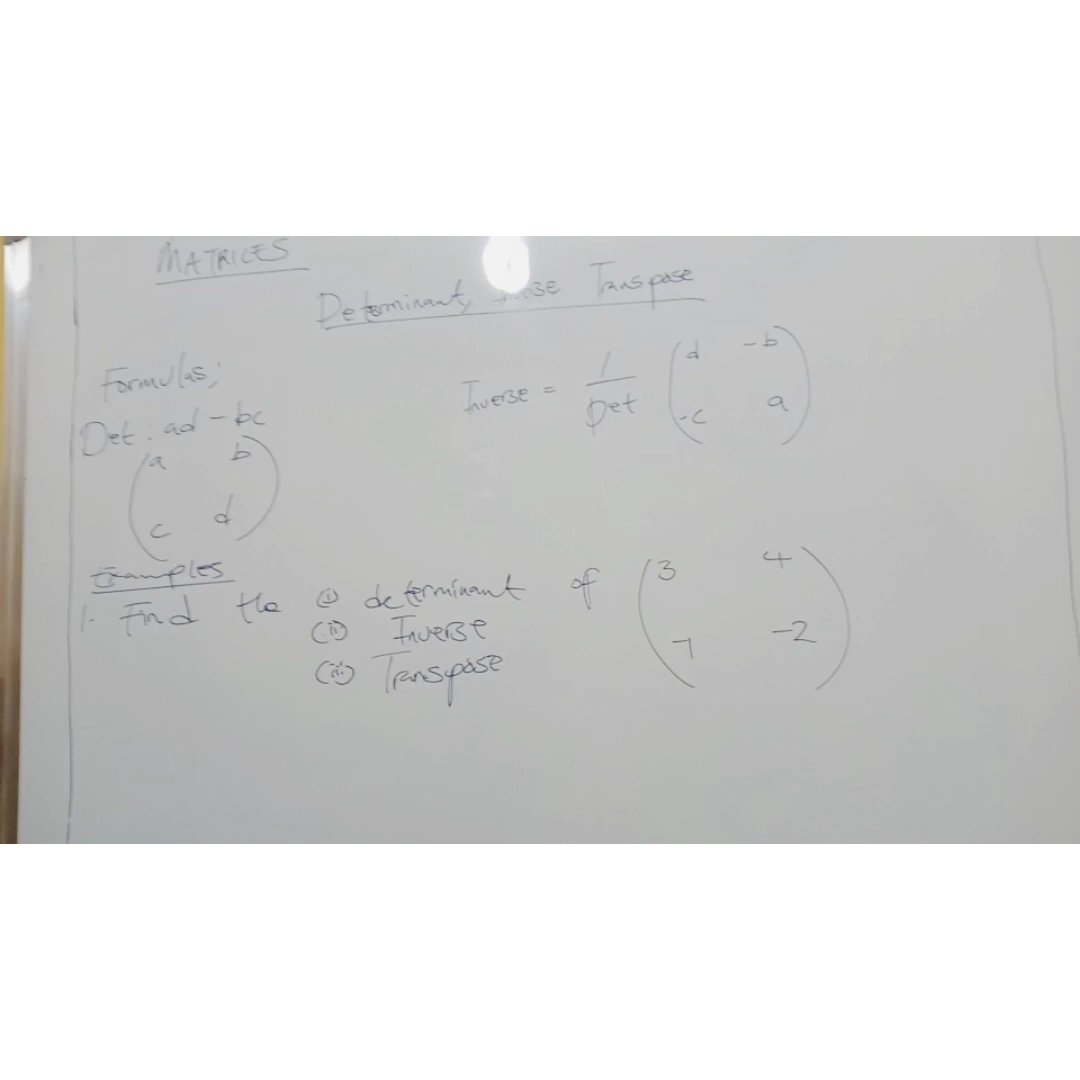 MATRICES
Determinant, Transpose
Formulas;
Det : ad - bc
(a b
c d)
Inverse = 1/Det (d -b
-c a)
Examples
1. Find the (i) determinant of (3 4
(ii) Inverse
(iii) Transpose
7 -2)